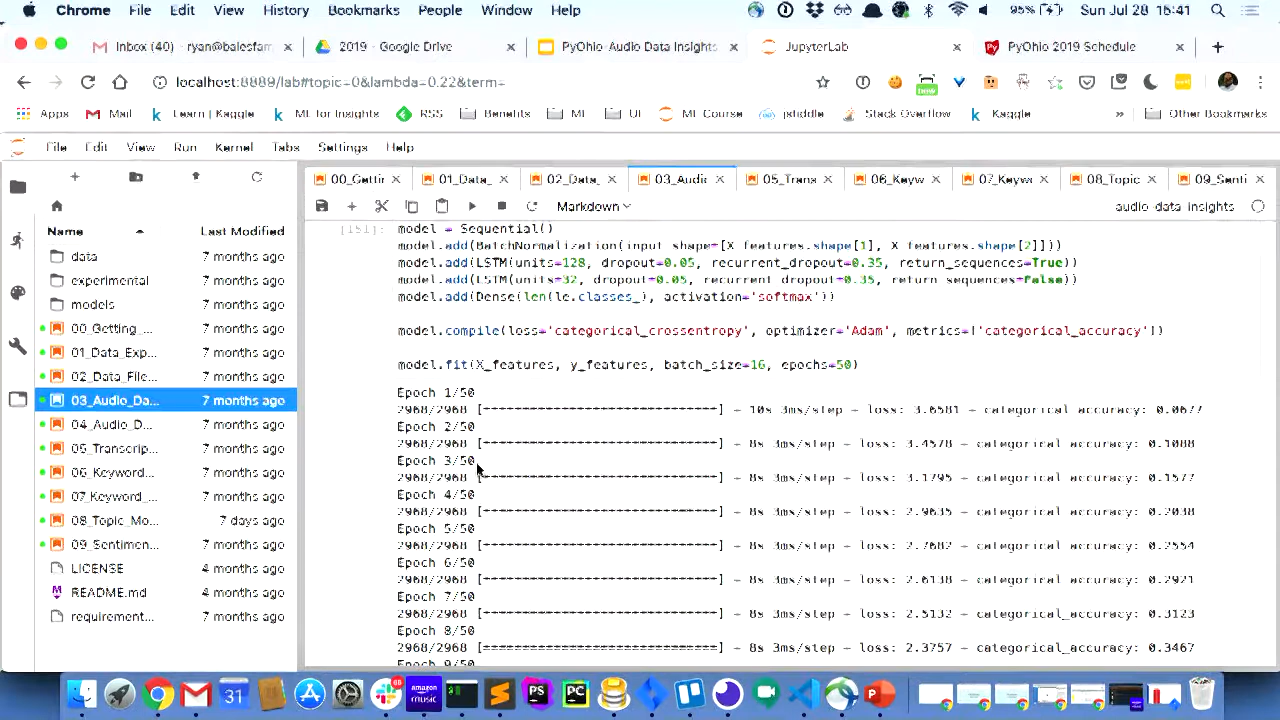 Chrome File Edit View History Bookmarks People Window Help 95% Sun Jul 28 15:41
Inbox (40) - ryan@balesfam 2019 - Google Drive PyOhio-Audio Data Insights JupyterLab PyOhio 2019 Schedule
localhost:8889/lab#topic=0&lambda=0.22&term=
Apps Mail Learn | Kaggle ML for Insights RSS Benefits ML UI ML Course jsfiddle Stack Overflow Kaggle » Other Bookmarks
File Edit View Run Kernel Tabs Settings Help
00_Gettir 01_Data_ 02_Data_ 03_Audio 05_Trans 06_Keyw 07_Keyw 08_Topic 09_Senti
Markdown audio-data-insights
Name Last Modified
data 7 months ago
experimental 7 months ago
models 7 months ago
00_Getting_... 7 months ago
01_Data_Exp... 7 months ago
02_Data_File... 7 months ago
03_Audio_Da... 7 months ago
04_Audio_D... 7 months ago
05_Transcrip... 7 months ago
06_Keyword... 7 months ago
07_Keyword_... 7 months ago
08_Topic_Mo... 7 days ago
09_Sentimen... 7 months ago
LICENSE 4 months ago
README.md 4 months ago
requirement... 7 months ago
[151]: model = Sequential()
model.add(BatchNormalization(input_shape=[X_features.shape[1], X_features.shape[2]]))
model.add(LSTM(units=128, dropout=0.05, recurrent_dropout=0.35, return_sequences=True))
model.add(LSTM(units=32, dropout=0.05, recurrent_dropout=0.35, return_sequences=False))
model.add(Dense(len(le.classes_), activation='softmax'))
model.compile(loss='categorical_crossentropy', optimizer='Adam', metrics=['categorical_accuracy'])
model.fit(X_features, y_features, batch_size=16, epochs=50)
Epoch 1/50
2968/2968 [==============================] - 10s 3ms/step - loss: 3.6581 - categorical_accuracy: 0.0677
Epoch 2/50
2968/2968 [==============================] - 8s 3ms/step - loss: 3.4578 - categorical_accuracy: 0.1088
Epoch 3/50
2968/2968 [==============================] - 8s 3ms/step - loss: 3.1795 - categorical_accuracy: 0.1577
Epoch 4/50
2968/2968 [==============================] - 8s 3ms/step - loss: 2.9635 - categorical_accuracy: 0.2038
Epoch 5/50
2968/2968 [==============================] - 8s 3ms/step - loss: 2.7682 - categorical_accuracy: 0.2554
Epoch 6/50
2968/2968 [==============================] - 8s 3ms/step - loss: 2.6138 - categorical_accuracy: 0.2921
Epoch 7/50
2968/2968 [==============================] - 8s 3ms/step - loss: 2.5132 - categorical_accuracy: 0.3123
Epoch 8/50
2968/2968 [==============================] - 8s 3ms/step - loss: 2.3757 - categorical_accuracy: 0.3467
Epoch 9/50